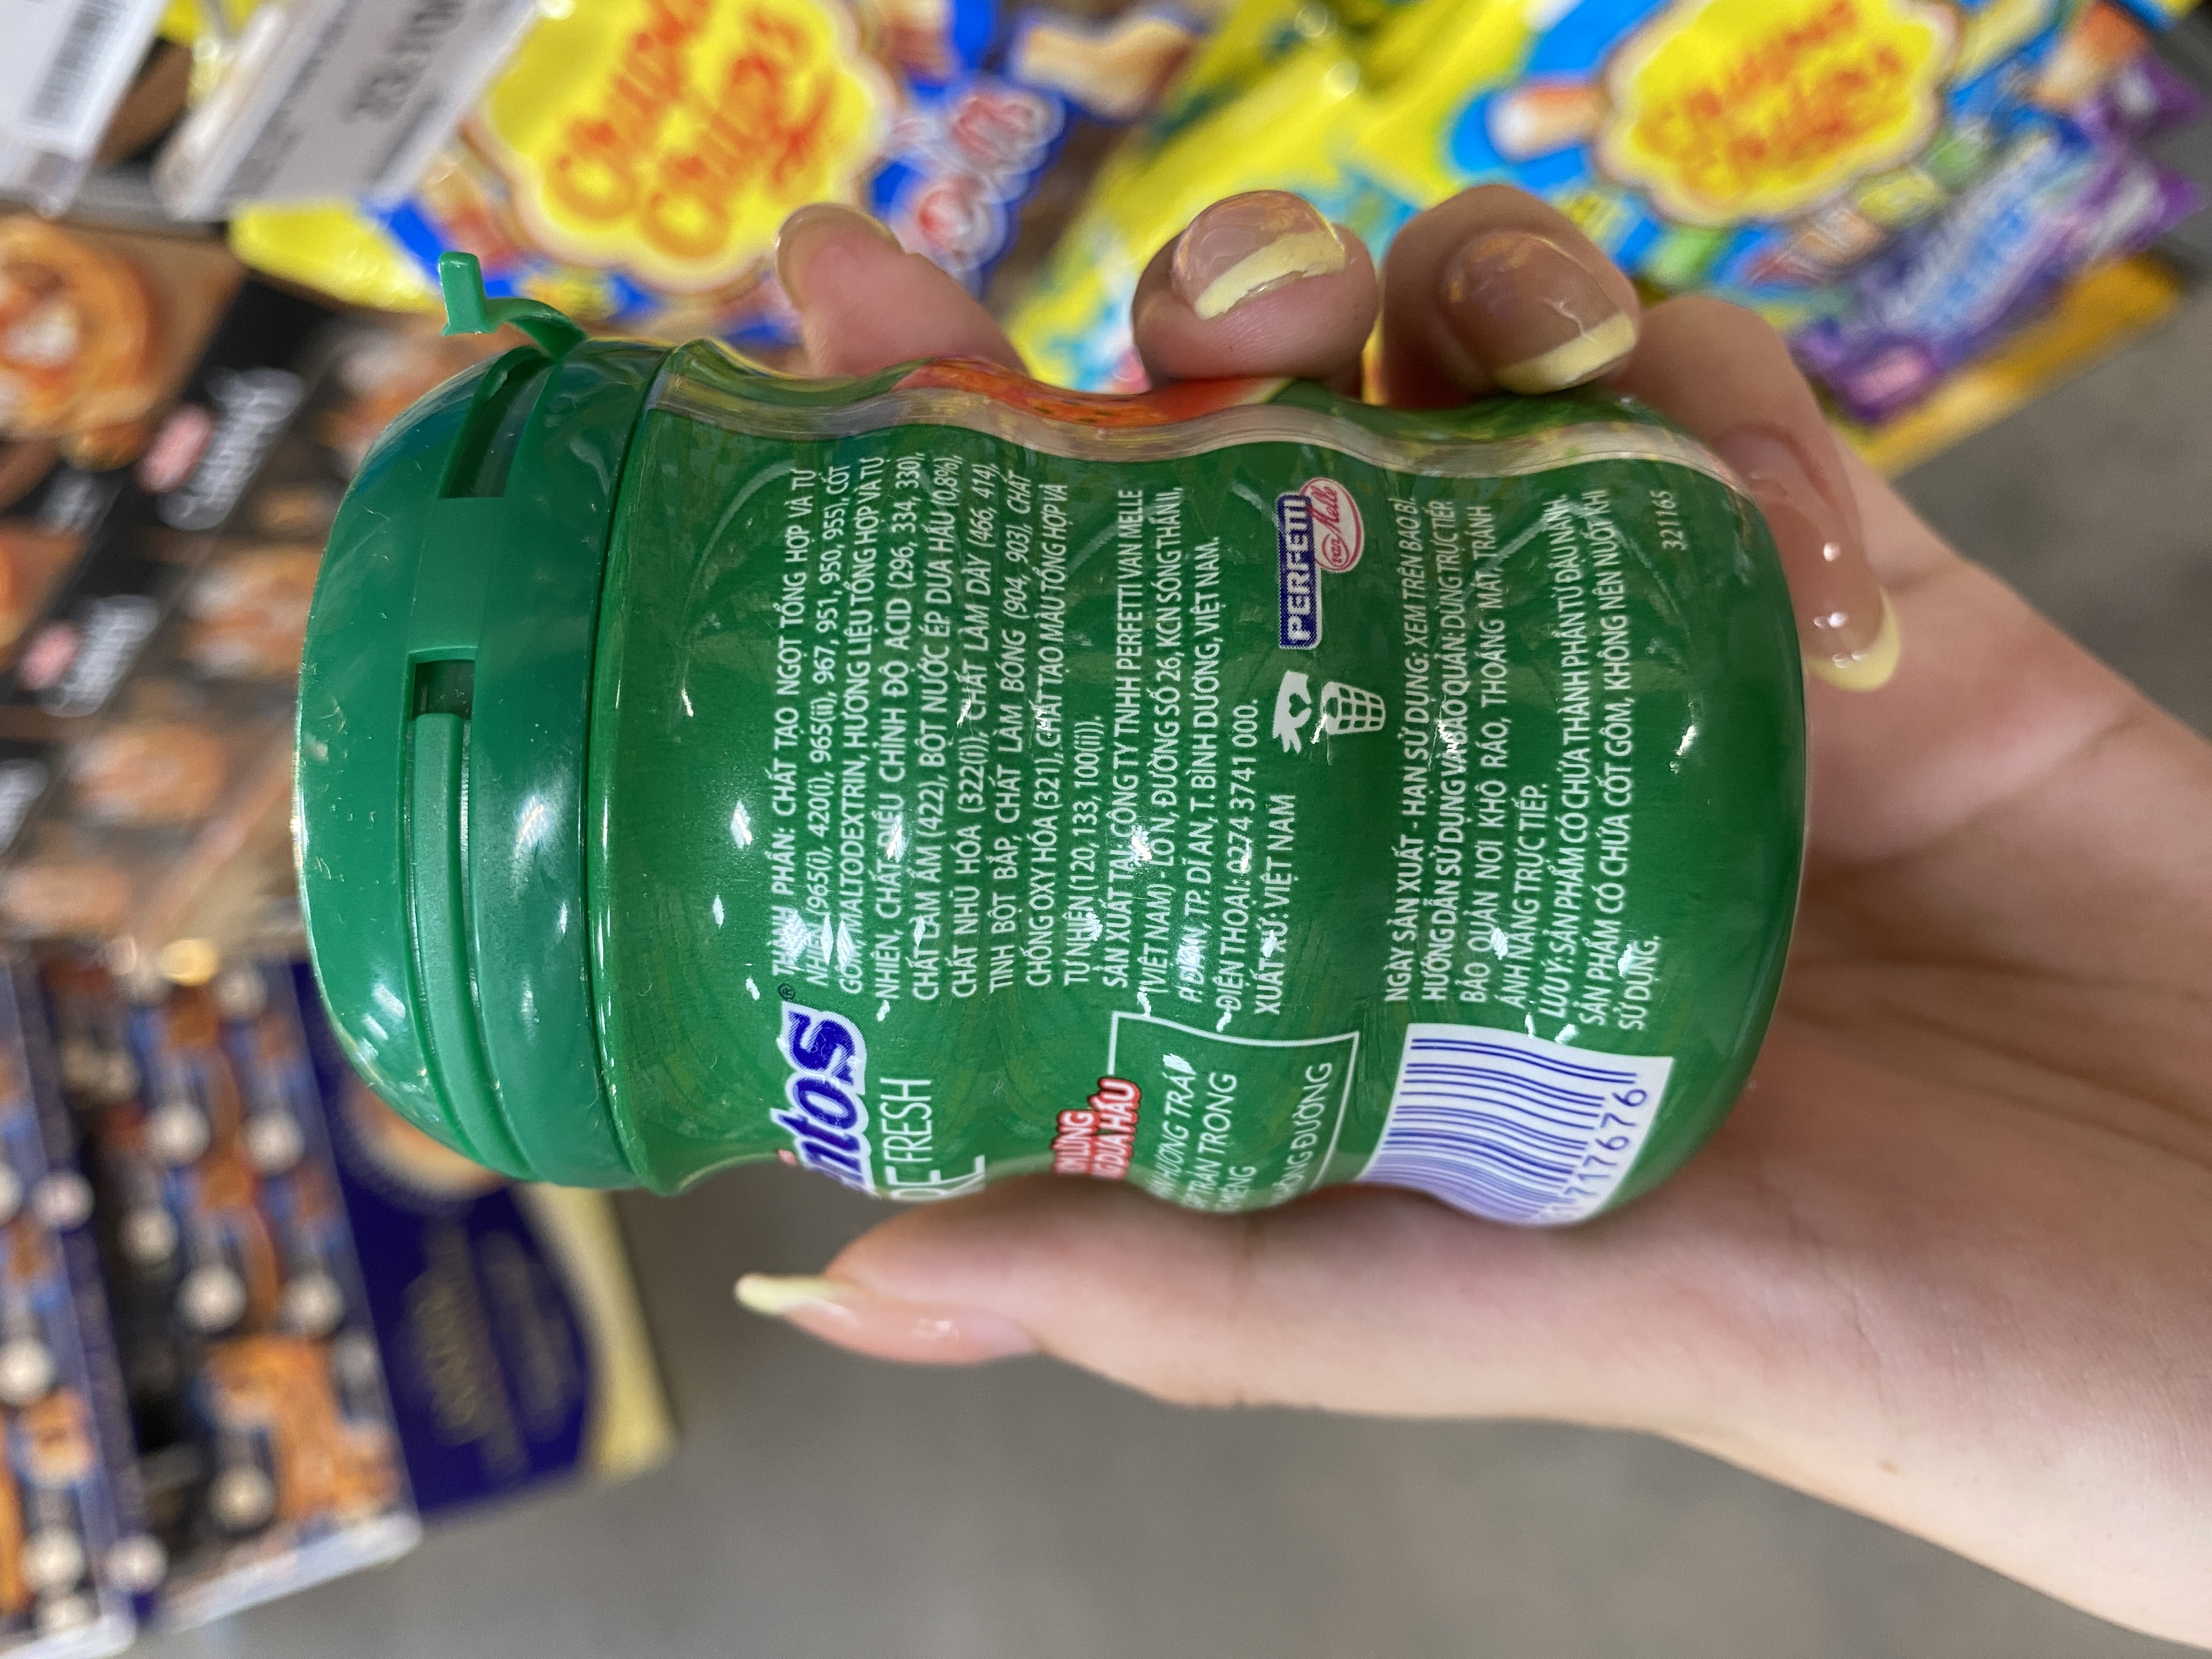 ntos®
RE FRESH
DƯA HẤU
HƯƠNG TRÁI
TRÀN TRONG
MIỆNG
KHÔNG ĐƯỜNG
717676
THÀNH PHẦN: CHẤT TẠO NGỌT TỔNG HỢP VÀ TỰ
NHIÊN (965(i), 420(i), 965(ii), 967, 951, 950, 955), CỐT
GÔM, MALTODEXTRIN, HƯƠNG LIỆU TỔNG HỢP VÀ TỰ
NHIÊN, CHẤT ĐIỀU CHỈNH ĐỘ ACID (296, 334, 330),
CHẤT LÀM ẨM (422), BỘT NƯỚC ÉP DƯA HẤU (0,8%),
CHẤT NHŨ HÓA (322(i)), CHẤT LÀM DÀY (466, 414),
TINH BỘT BẮP, CHẤT LÀM BÓNG (904, 903), CHẤT
CHỐNG OXY HÓA (321), CHẤT TẠO MÀU TỔNG HỢP VÀ
TỰ NHIÊN (120, 133, 100(ii)).
SẢN XUẤT TẠI: CÔNG TY TNHH PERFETTI VAN MELLE
(VIỆT NAM) - LÔ N, ĐƯỜNG SỐ 26, KCN SÓNG THẦN II,
P. DĨ AN, TP. DĨ AN, T. BÌNH DƯƠNG, VIỆT NAM.
ĐIỆN THOẠI: 0274 3741 000.
XUẤT XỨ: VIỆT NAM
PERFETTI
van Melle
NGÀY SẢN XUẤT - HẠN SỬ DỤNG: XEM TRÊN BAO BÌ.
HƯỚNG DẪN SỬ DỤNG VÀ BẢO QUẢN: DÙNG TRỰC TIẾP.
BẢO QUẢN NƠI KHÔ RÁO, THOÁNG MÁT, TRÁNH
ÁNH NẮNG TRỰC TIẾP.
LƯU Ý: SẢN PHẨM CÓ CHỨA THÀNH PHẦN TỪ ĐẬU NÀNH.
SẢN PHẨM CÓ CHỨA CỐT GÔM, KHÔNG NÊN NUỐT KHI
SỬ DỤNG.
321165
Chupa
Chups